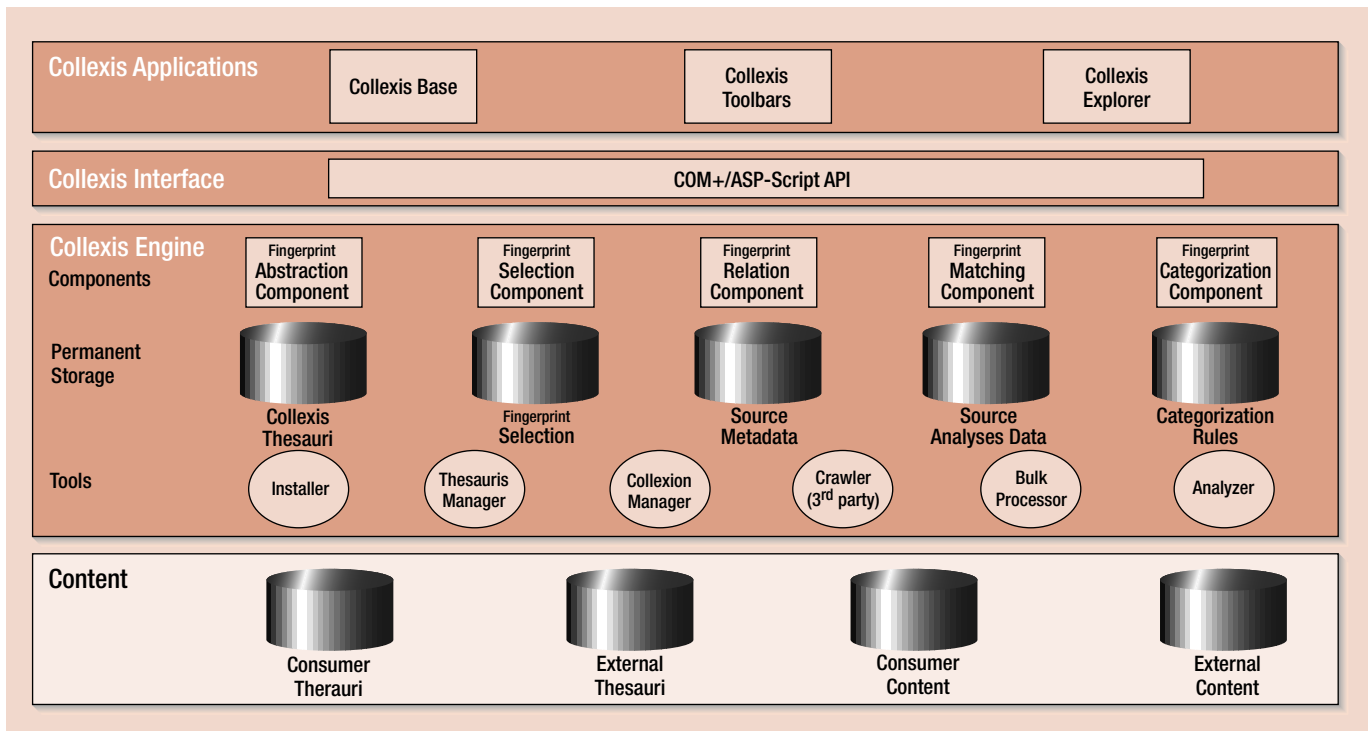 Collexis Applications
Collexis Base
Collexis
Toolbars
Collexis
Explorer
Collexis Interface
COM+/ASP-Script API
Collexis Engine
Components
Fingerprint
Abstraction
Component
Fingerprint
Selection
Component
Fingerprint
Relation
Component
Fingerprint
Matching
Component
Fingerprint
Categorization
Component
Permanent
Storage
Collexis
Thesauri
Fingerprint
Selection
Source
Metadata
Source
Analyses Data
Categorization
Rules
Tools
Installer
Thesauris
Manager
Collexion
Manager
Crawler
(3rd party)
Bulk
Processor
Analyzer
Content
Consumer
Therauri
External
Thesauri
Consumer
Content
External
Content